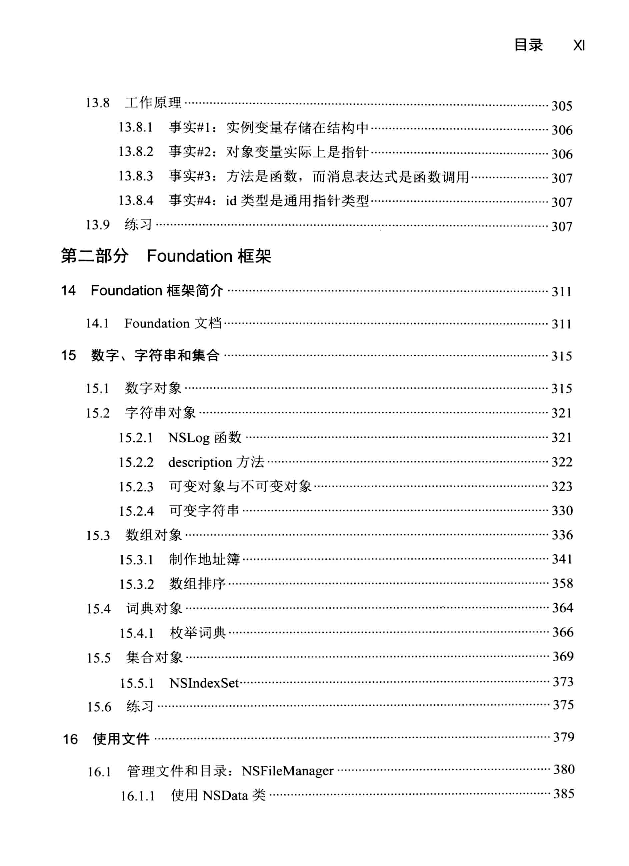 目录 XI
13.8 工作原理 305
13.8.1 事实#1：实例变量存储在结构中 306
13.8.2 事实#2：对象变量实际上是指针 306
13.8.3 事实#3：方法是函数，而消息表达式是函数调用 307
13.8.4 事实#4：id 类型是通用指针类型 307
13.9 练习 307
第二部分 Foundation 框架
14 Foundation 框架简介 311
14.1 Foundation 文档 311
15 数字、字符串和集合 315
15.1 数字对象 315
15.2 字符串对象 321
15.2.1 NSLog 函数 321
15.2.2 description 方法 322
15.2.3 可变对象与不可变对象 323
15.2.4 可变字符串 330
15.3 数组对象 336
15.3.1 制作地址簿 341
15.3.2 数组排序 358
15.4 词典对象 364
15.4.1 枚举词典 366
15.5 集合对象 369
15.5.1 NSIndexSet 373
15.6 练习 375
16 使用文件 379
16.1 管理文件和目录：NSFileManager 380
16.1.1 使用 NSData 类 385